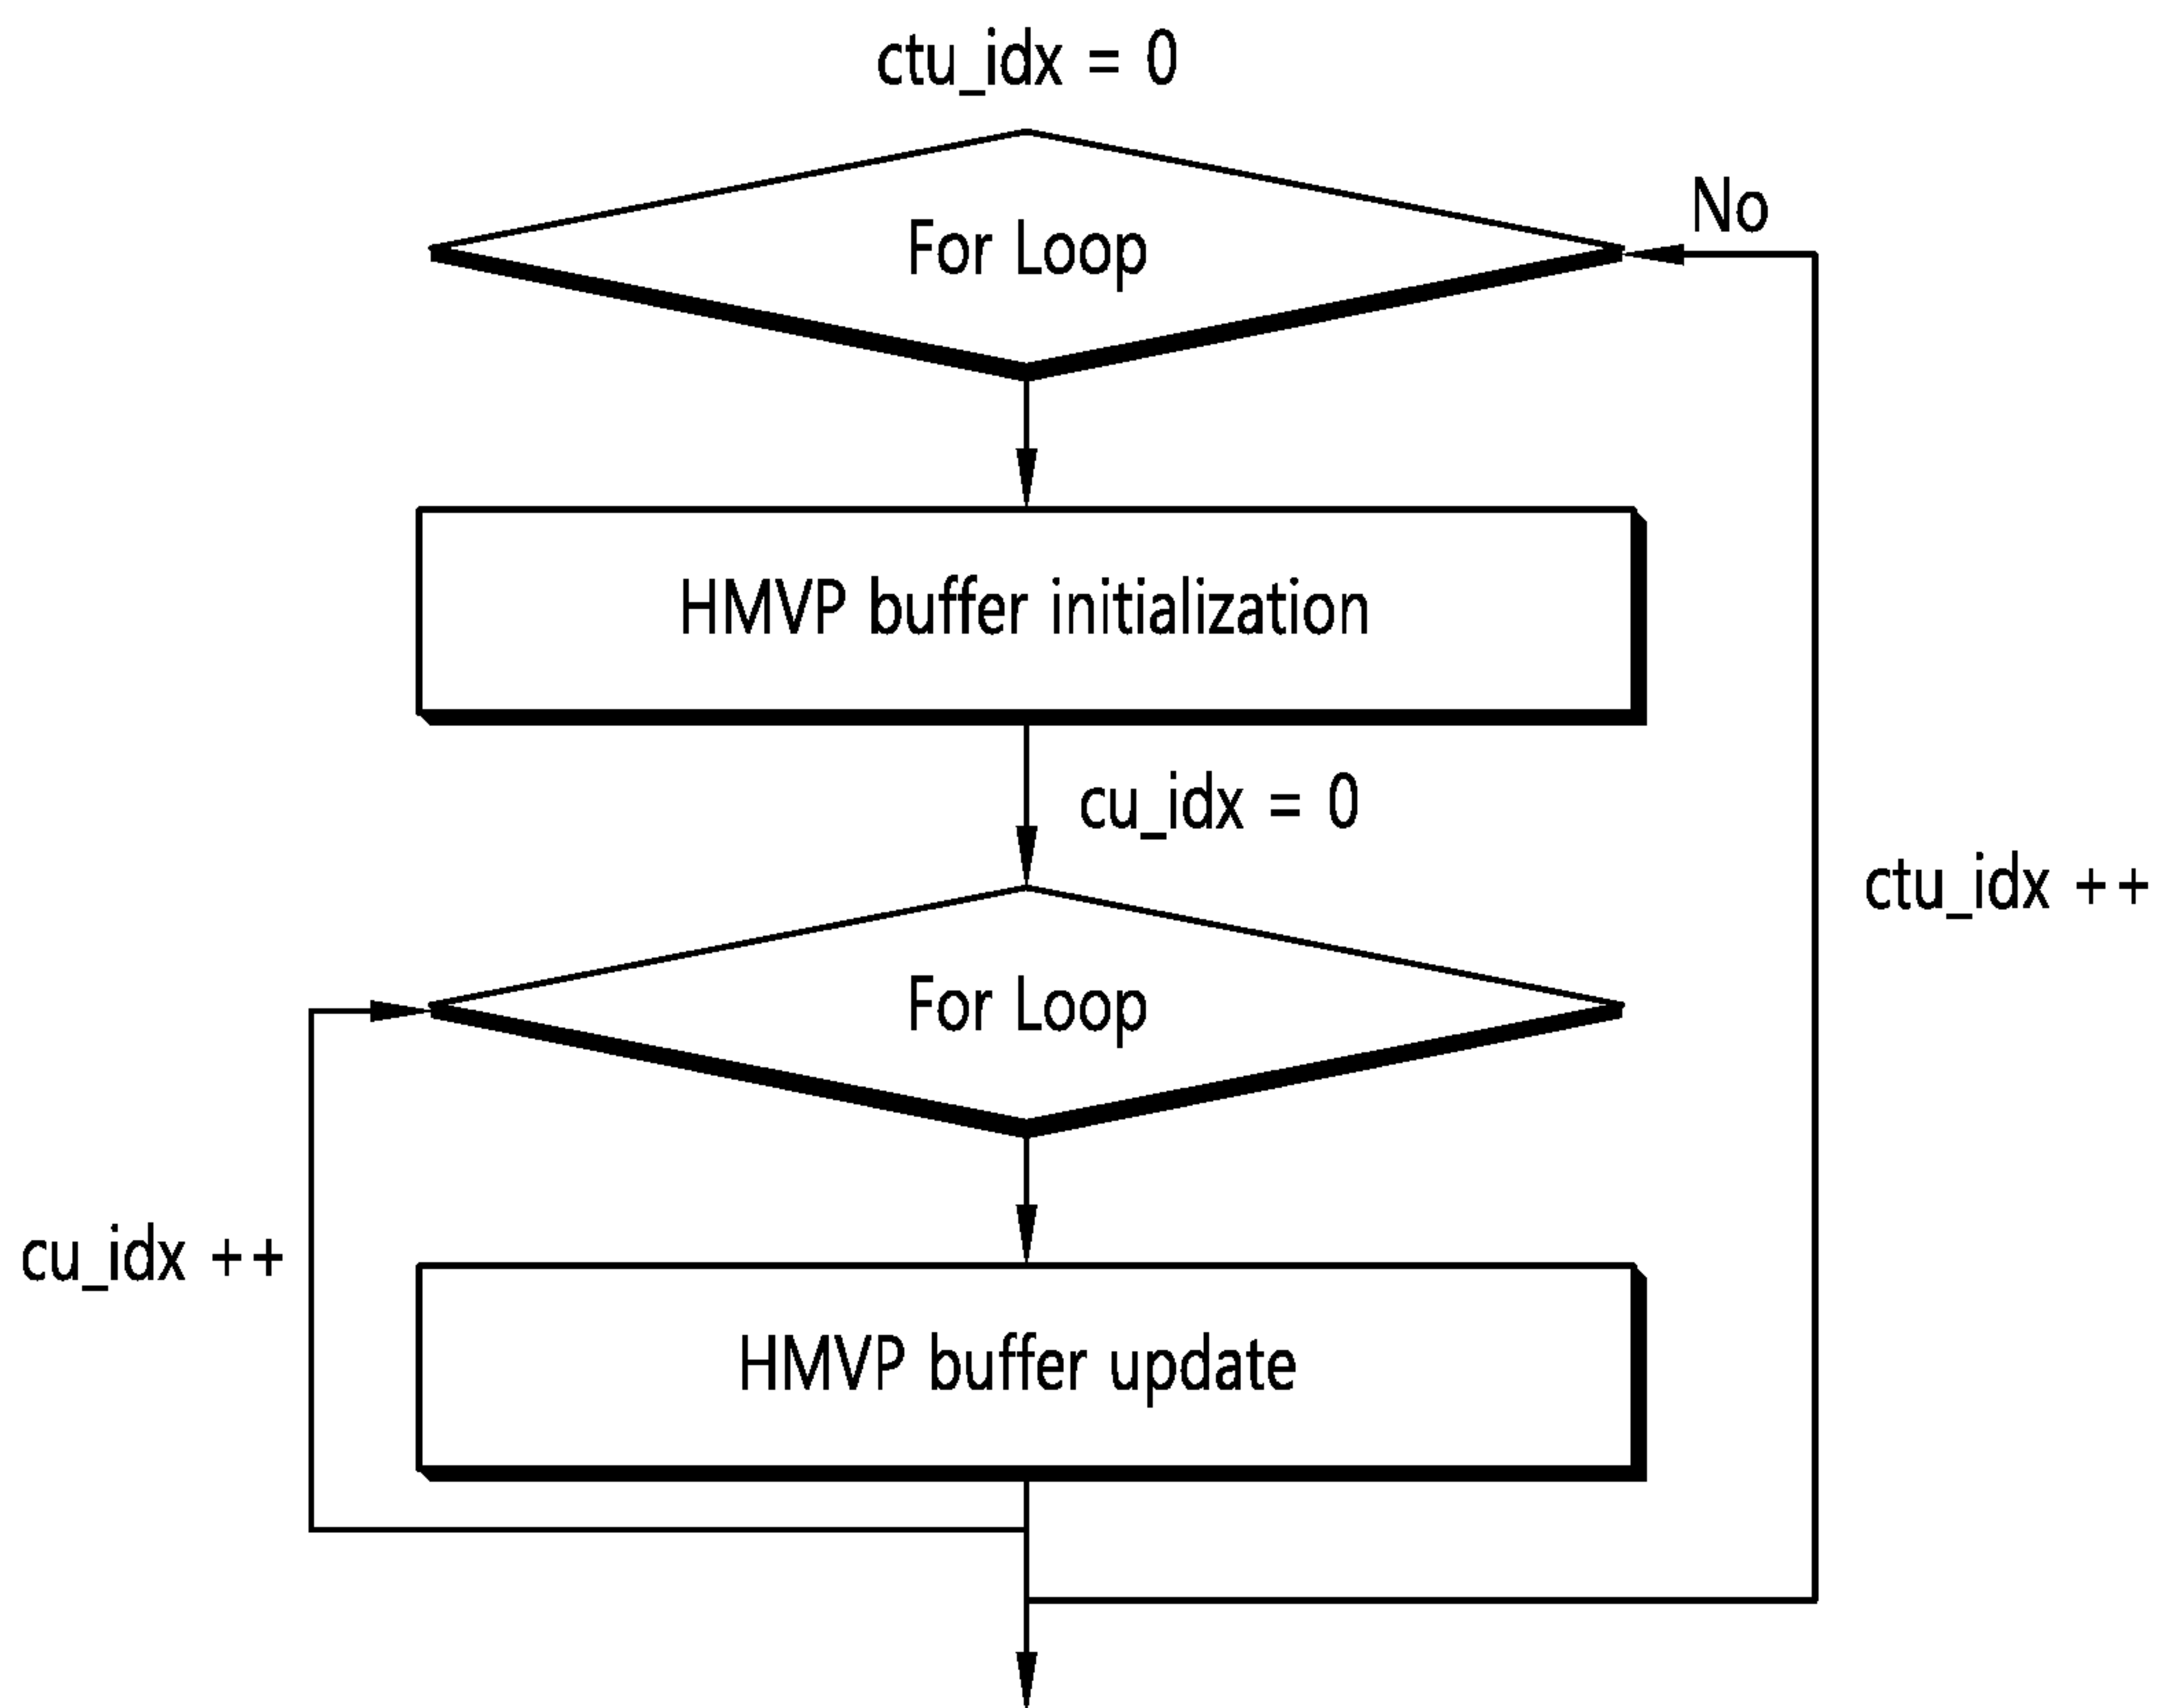 ctu_idx = 0
For Loop
No
HMVP buffer initialization
cu_idx = 0
ctu_idx ++
For Loop
cu_idx ++
HMVP buffer update